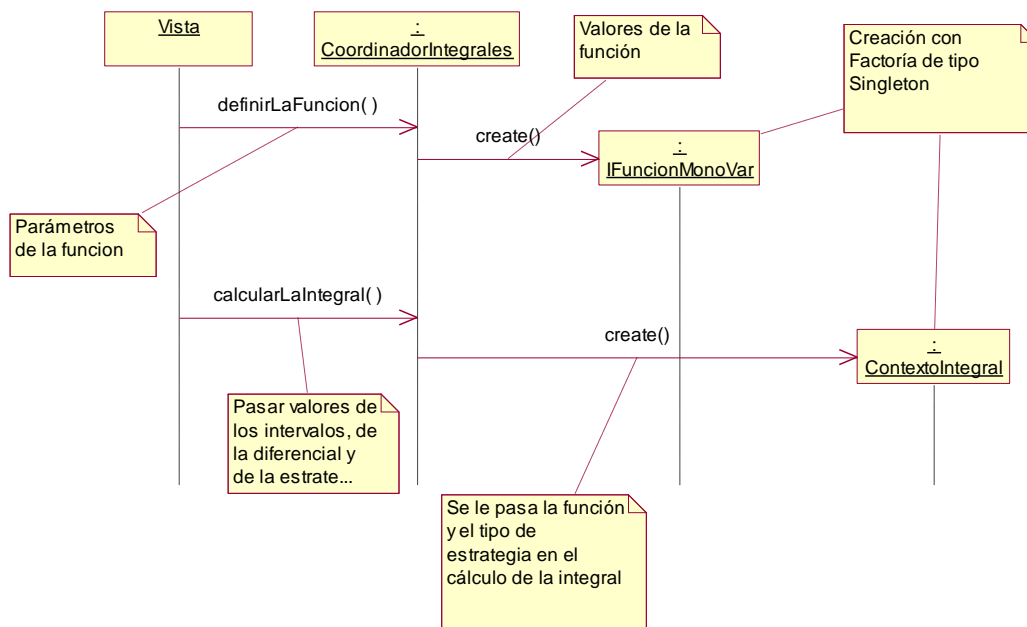 Vista
:
CoordinadorIntegrales
Valores de la
función
Creación con
Factoría de tipo
Singleton
definirLaFuncion( )
create()
:
IFuncionMonoVar
Parámetros
de la funcion
calcularLaIntegral( )
create()
:
ContextoIntegral
Pasar valores de
los intervalos, de
la diferencial y
de la estrate...
Se le pasa la función
y el tipo de
estrategia en el
cálculo de la integral